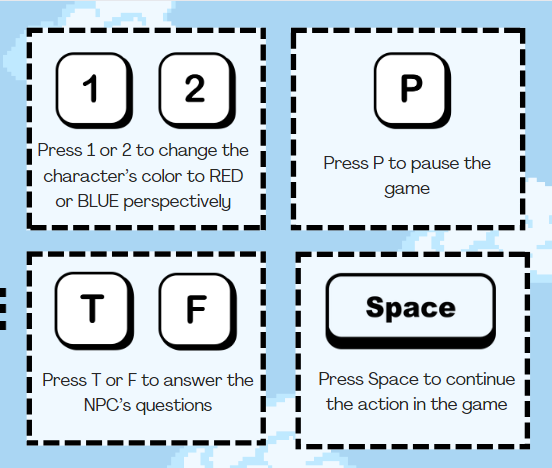 1 2
Press 1 or 2 to change the
character's color to RED
or BLUE perspectively
P
Press P to pause the
game
T F
Press T or F to answer the
NPC's questions
Space
Press Space to continue
the action in the game